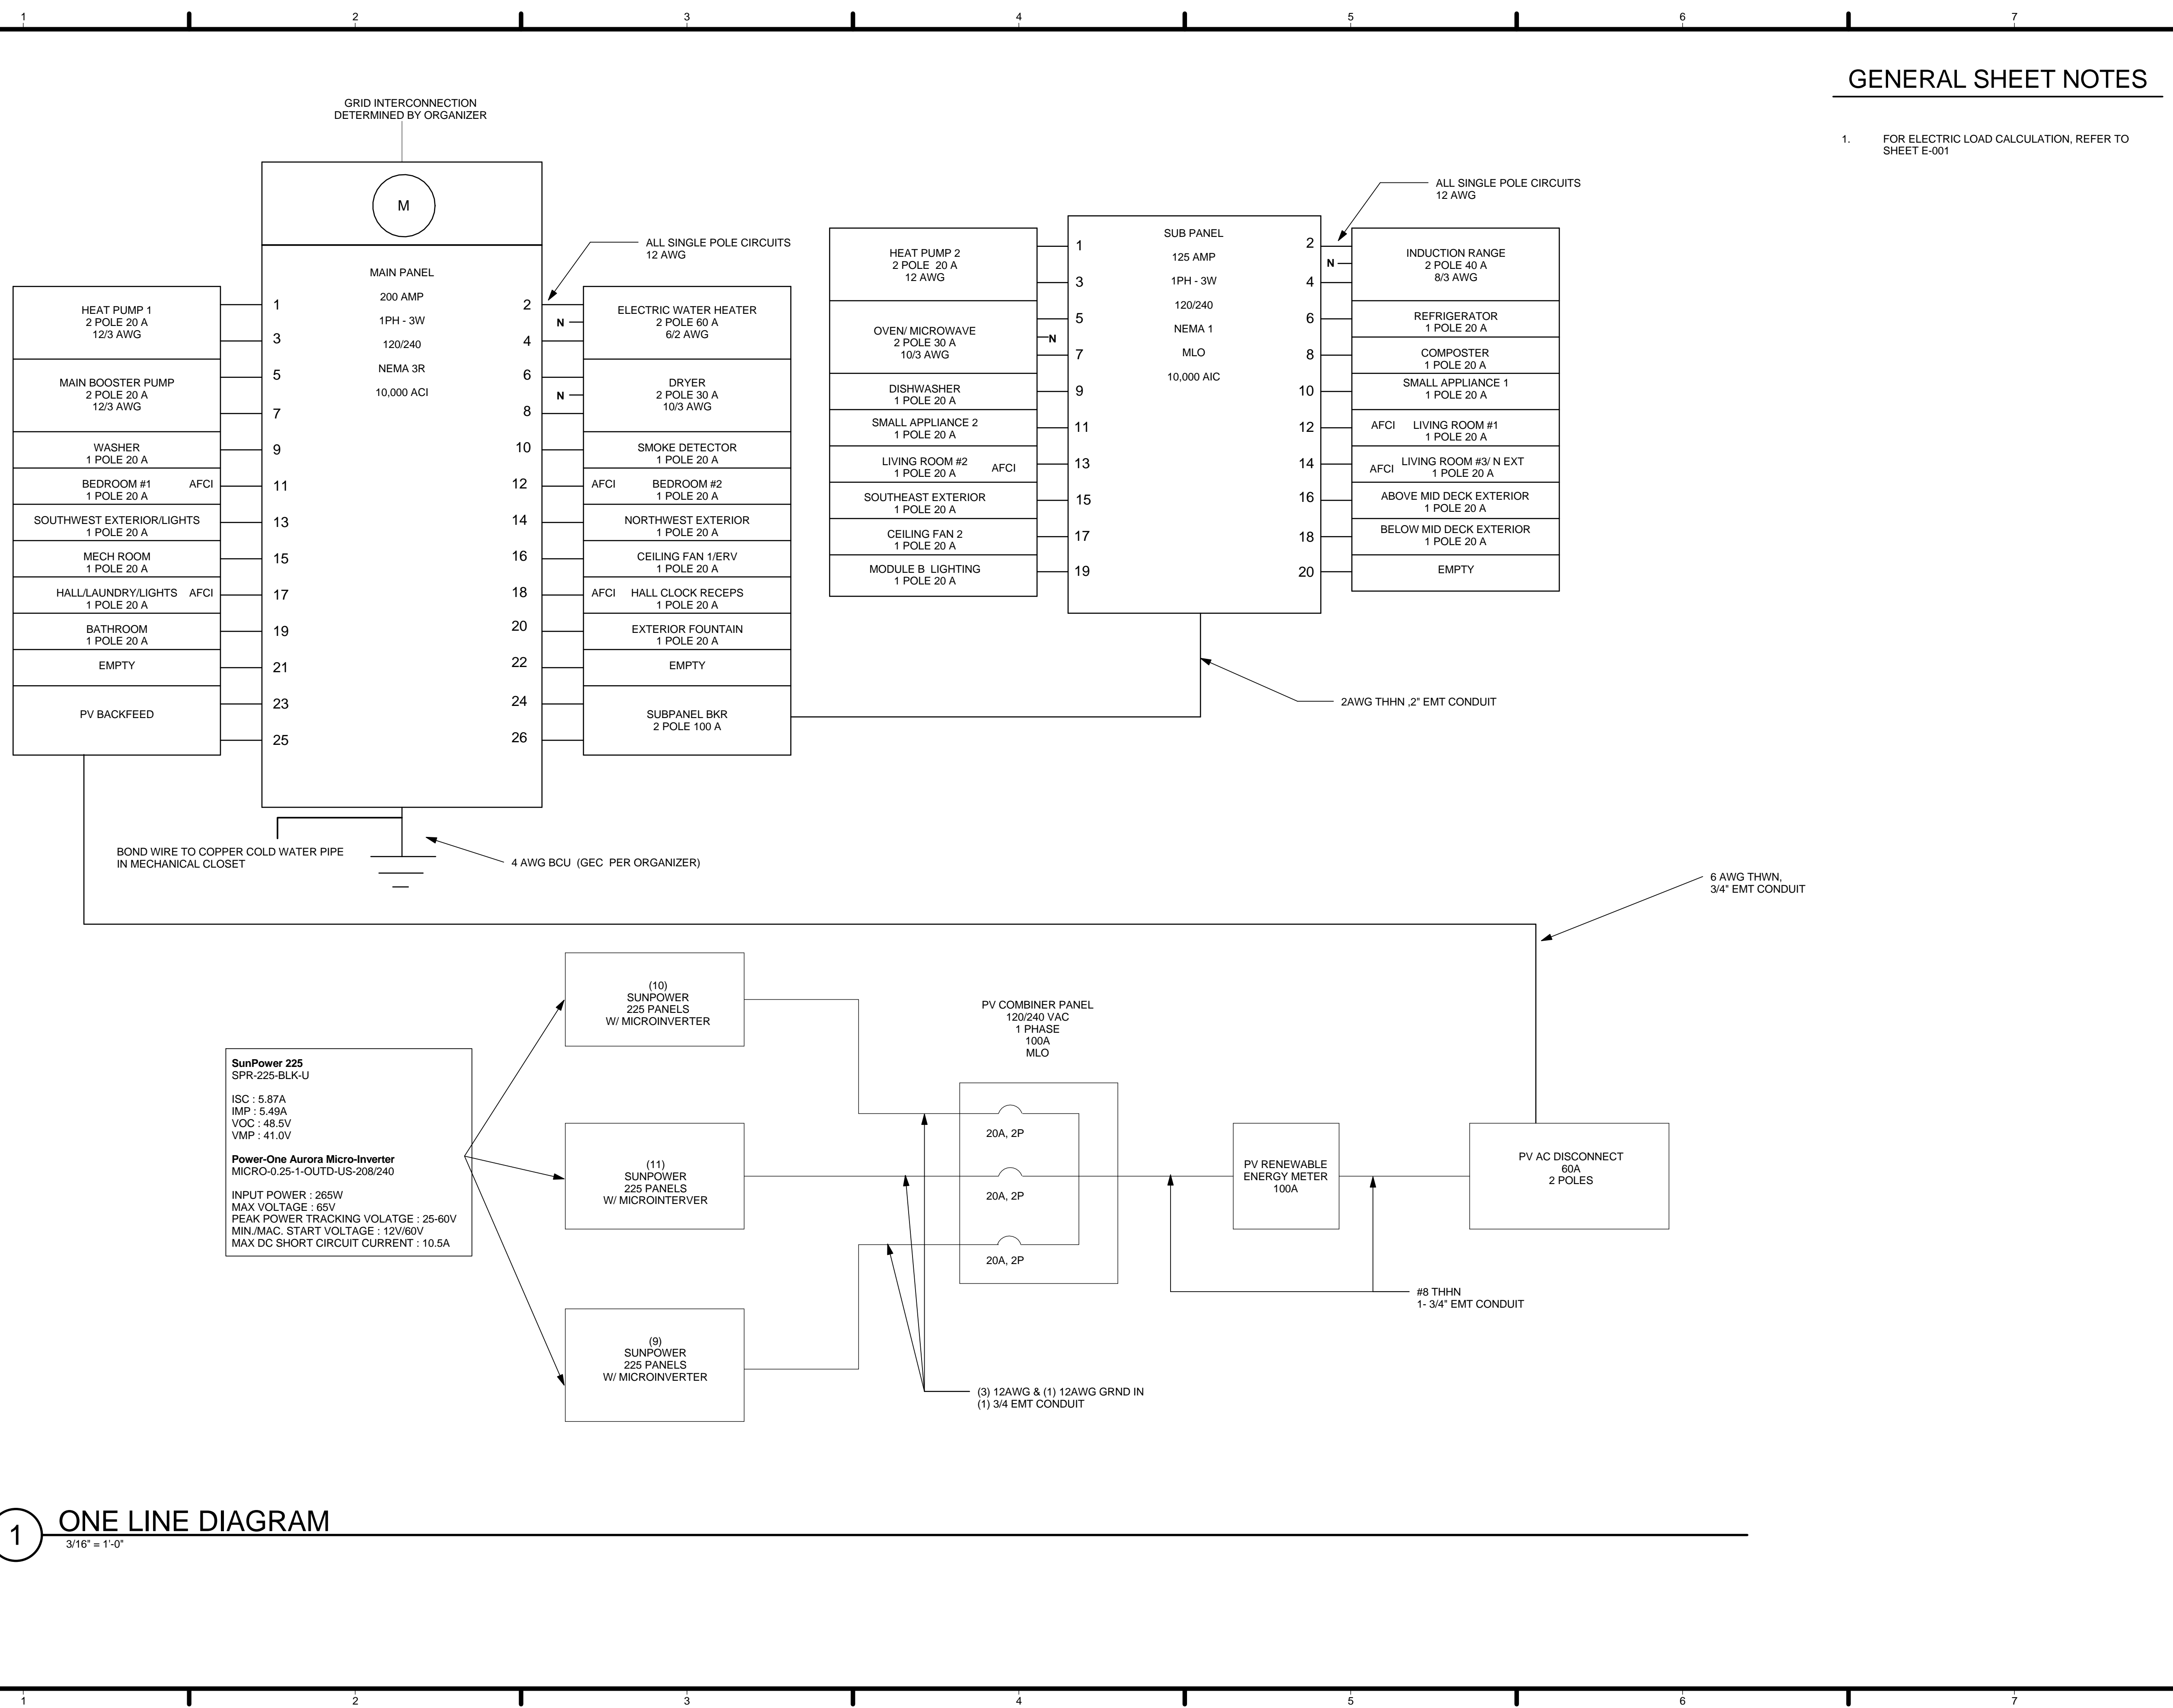 1
2
3
4
5
6
7
GENERAL SHEET NOTES
1. FOR ELECTRIC LOAD CALCULATION, REFER TO
SHEET E-001
GRID INTERCONNECTION
DETERMINED BY ORGANIZER
M
MAIN PANEL
200 AMP
1PH - 3W
120/240
NEMA 3R
10,000 ACI
ALL SINGLE POLE CIRCUITS
12 AWG
HEAT PUMP 1
2 POLE 20 A
12/3 AWG
1
3
MAIN BOOSTER PUMP
2 POLE 20 A
12/3 AWG
5
7
WASHER
1 POLE 20 A
9
BEDROOM #1 AFCI
1 POLE 20 A
11
SOUTHWEST EXTERIOR/LIGHTS
1 POLE 20 A
13
MECH ROOM
1 POLE 20 A
15
HALL/LAUNDRY/LIGHTS AFCI
1 POLE 20 A
17
BATHROOM
1 POLE 20 A
19
EMPTY
21
PV BACKFEED
23
25
2
N
4
ELECTRIC WATER HEATER
2 POLE 60 A
6/2 AWG
6
N
8
DRYER
2 POLE 30 A
10/3 AWG
10
SMOKE DETECTOR
1 POLE 20 A
12
AFCI BEDROOM #2
1 POLE 20 A
14
NORTHWEST EXTERIOR
1 POLE 20 A
16
CEILING FAN 1/ERV
1 POLE 20 A
18
AFCI HALL CLOCK RECEPS
1 POLE 20 A
20
EXTERIOR FOUNTAIN
1 POLE 20 A
22
EMPTY
24
26
SUBPANEL BKR
2 POLE 100 A
SUB PANEL
125 AMP
1PH - 3W
120/240
NEMA 1
MLO
10,000 AIC
ALL SINGLE POLE CIRCUITS
12 AWG
HEAT PUMP 2
2 POLE 20 A
12 AWG
1
3
OVEN/ MICROWAVE
2 POLE 30 A
10/3 AWG
5
N
7
DISHWASHER
1 POLE 20 A
9
SMALL APPLIANCE 2
1 POLE 20 A
11
LIVING ROOM #2 AFCI
1 POLE 20 A
13
SOUTHEAST EXTERIOR
1 POLE 20 A
15
CEILING FAN 2
1 POLE 20 A
17
MODULE B LIGHTING
1 POLE 20 A
19
2
N
4
INDUCTION RANGE
2 POLE 40 A
8/3 AWG
6
REFRIGERATOR
1 POLE 20 A
8
COMPOSTER
1 POLE 20 A
10
SMALL APPLIANCE 1
1 POLE 20 A
12
AFCI LIVING ROOM #1
1 POLE 20 A
14
AFCI LIVING ROOM #3/ N EXT
1 POLE 20 A
16
ABOVE MID DECK EXTERIOR
1 POLE 20 A
18
BELOW MID DECK EXTERIOR
1 POLE 20 A
20
EMPTY
2AWG THHN ,2" EMT CONDUIT
BOND WIRE TO COPPER COLD WATER PIPE
IN MECHANICAL CLOSET
4 AWG BCU (GEC PER ORGANIZER)
6 AWG THWN,
3/4" EMT CONDUIT
SunPower 225
SPR-225-BLK-U
ISC : 5.87A
IMP : 5.49A
VOC : 48.5V
VMP : 41.0V
Power-One Aurora Micro-Inverter
MICRO-0.25-1-OUTD-US-208/240
INPUT POWER : 265W
MAX VOLTAGE : 65V
PEAK POWER TRACKING VOLATGE : 25-60V
MIN./MAC. START VOLTAGE : 12V/60V
MAX DC SHORT CIRCUIT CURRENT : 10.5A
(10)
SUNPOWER
225 PANELS
W/ MICROINVERTER
(11)
SUNPOWER
225 PANELS
W/ MICROINTERVER
(9)
SUNPOWER
225 PANELS
W/ MICROINVERTER
PV COMBINER PANEL
120/240 VAC
1 PHASE
100A
MLO
20A, 2P
20A, 2P
20A, 2P
(3) 12AWG & (1) 12AWG GRND IN
(1) 3/4 EMT CONDUIT
PV RENEWABLE
ENERGY METER
100A
PV AC DISCONNECT
60A
2 POLES
#8 THHN
1- 3/4" EMT CONDUIT
1
ONE LINE DIAGRAM
3/16" = 1'-0"
1
2
3
4
5
6
7